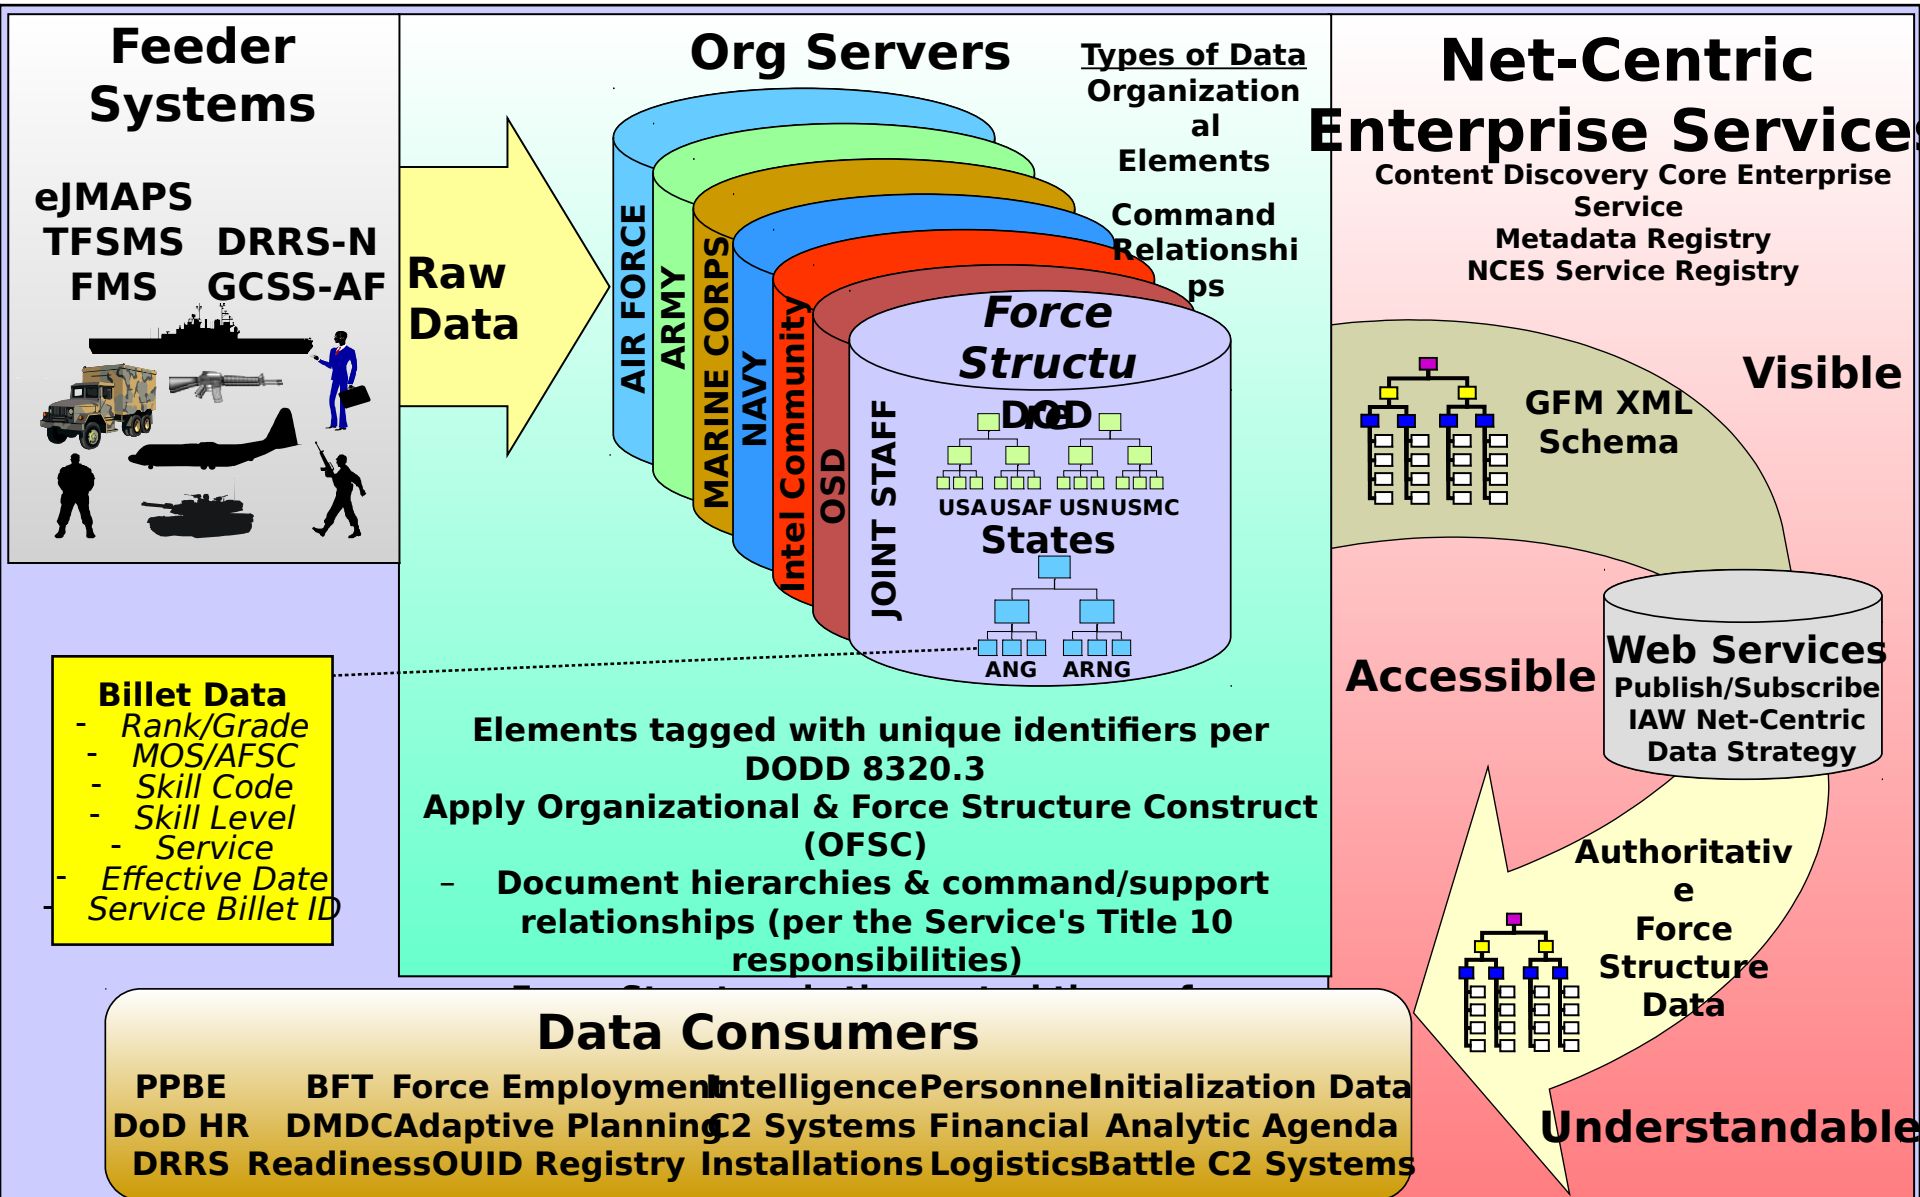 Feeder
Systems
eJMAPS
TFSMS DRRS-N
FMS GCSS-AF
Raw
Data
Org Servers
Types of Data
Organization
al
Elements
Command
Relationshi
ps
AIR FORCE
ARMY
MARINE CORPS
NAVY
Intel Community
OSD
JOINT STAFF
Force
Structu
re
DOD
USA USAF USN USMC
States
ANG ARNG
Elements tagged with unique identifiers per
DODD 8320.3
Apply Organizational & Force Structure Construct
(OFSC)
– Document hierarchies & command/support
relationships (per the Service's Title 10
responsibilities)
Billet Data
- Rank/Grade
- MOS/AFSC
- Skill Code
- Skill Level
- Service
- Effective Date
- Service Billet ID
Net-Centric
Enterprise Services
Content Discovery Core Enterprise
Service
Metadata Registry
NCES Service Registry
Visible
GFM XML
Schema
Accessible
Web Services
Publish/Subscribe
IAW Net-Centric
Data Strategy
Authoritativ
e
Force
Structure
Data
Understandable
Data Consumers
PPBE BFT Force Employment Intelligence Personnel Initialization Data
DoD HR DMDC Adaptive Planning C2 Systems Financial Analytic Agenda
DRRS Readiness OUID Registry Installations Logistics Battle C2 Systems